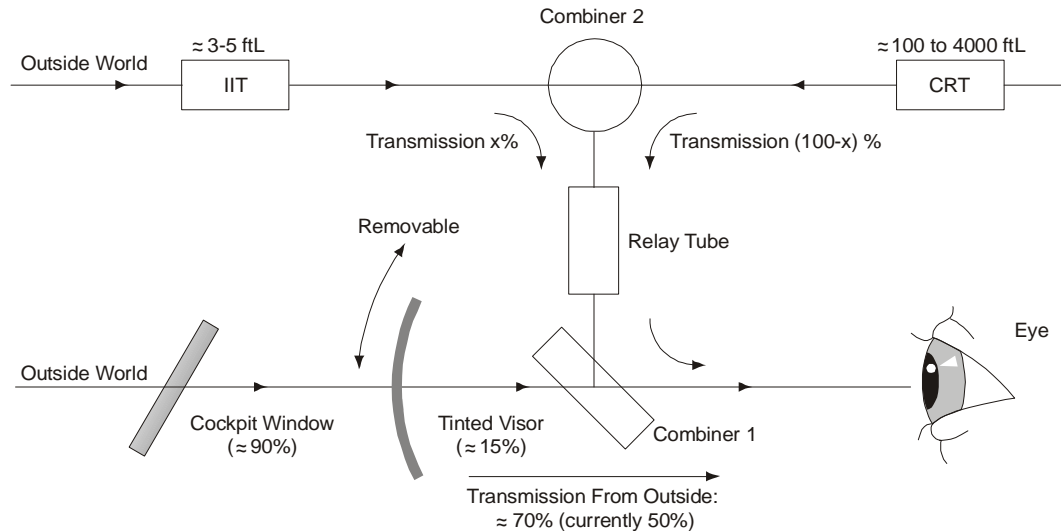 Combiner 2
≈ 3-5 ftL
≈ 100 to 4000 ftL
Outside World
IIT
CRT
Transmission x%
Transmission (100-x) %
Removable
Relay Tube
Eye
Outside World
Cockpit Window
(≈ 90%)
Tinted Visor
(≈ 15%)
Combiner 1
Transmission From Outside:
≈ 70% (currently 50%)